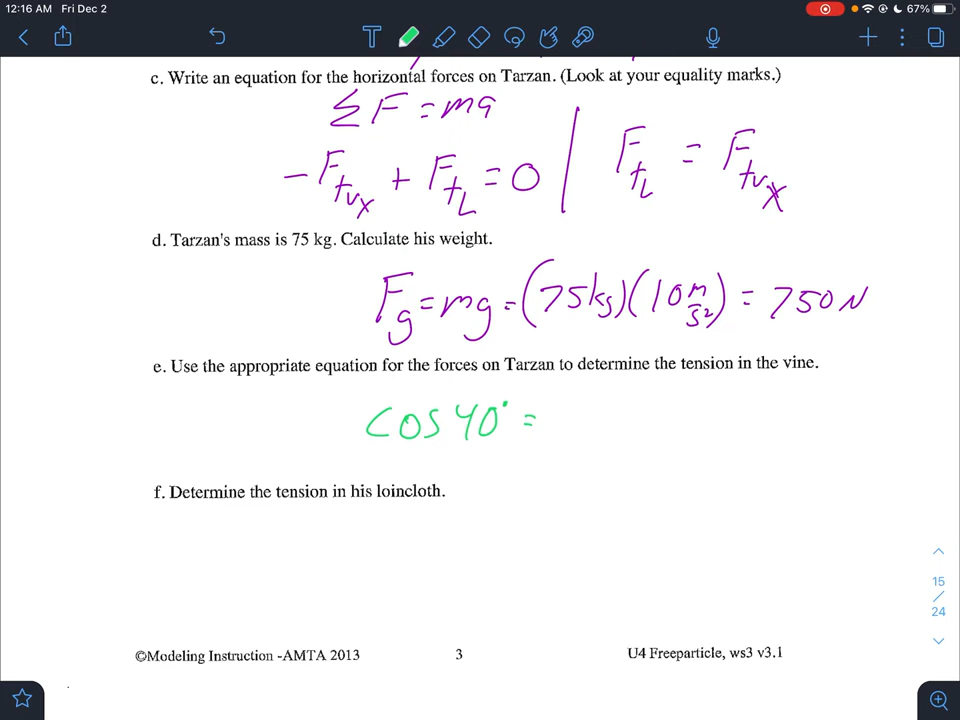 12:16 AM Fri Dec 2
67%
c. Write an equation for the horizontal forces on Tarzan. (Look at your equality marks.)
ΣF = ma
-F_tvx + F_tL = 0 | F_tL = F_tvx
d. Tarzan's mass is 75 kg. Calculate his weight.
F_g = mg = (75kg)(10 m/s²) = 750 N
e. Use the appropriate equation for the forces on Tarzan to determine the tension in the vine.
cos 40° =
f. Determine the tension in his loincloth.
15
/
24
©Modeling Instruction -AMTA 2013 3 U4 Freeparticle, ws3 v3.1